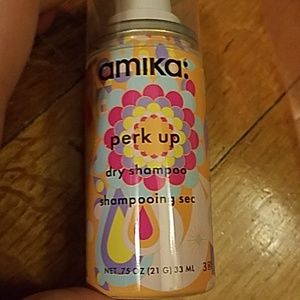 amika:
perk up
dry shampoo
shampooing sec
NET .75 OZ (21 G) 33 ML